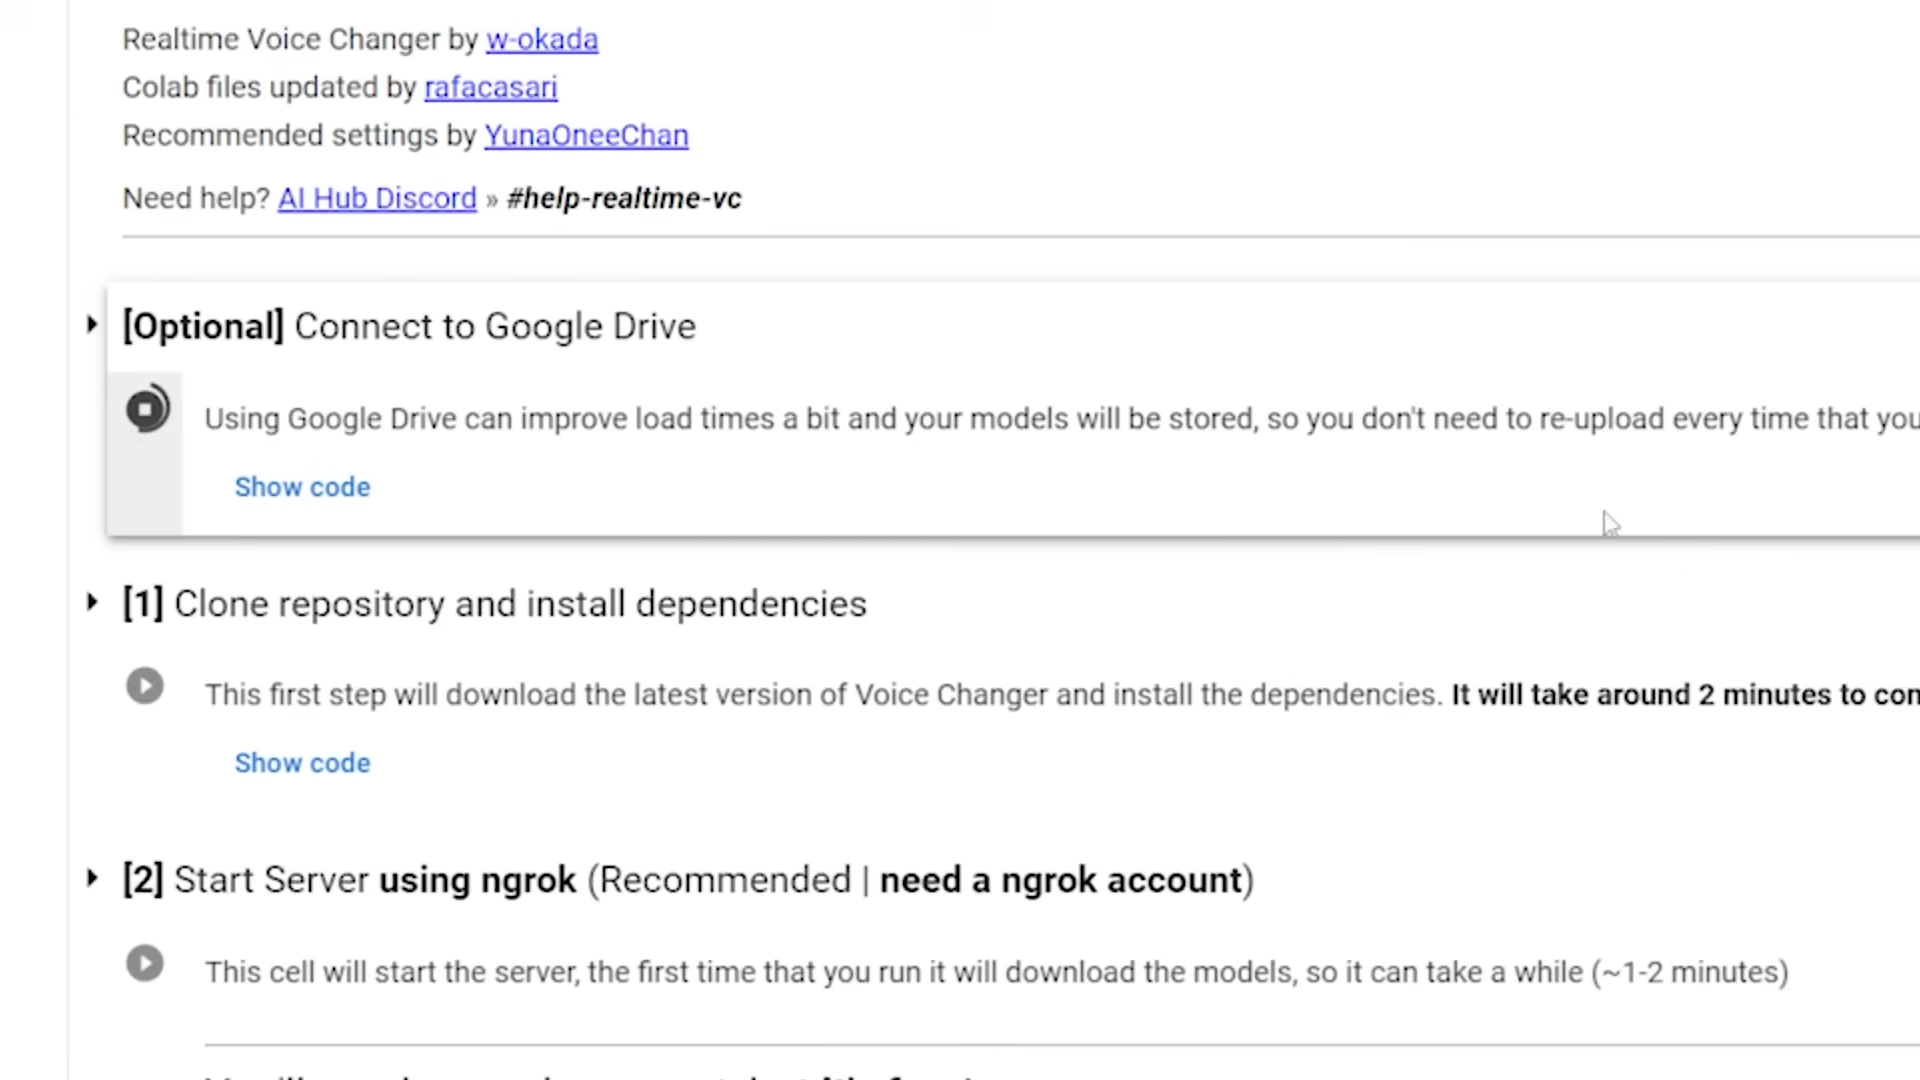 Realtime Voice Changer by w-okada
Colab files updated by rafacasari
Recommended settings by YunaOneeChan
Need help? AI Hub Discord » #help-realtime-vc
[Optional] Connect to Google Drive
Using Google Drive can improve load times a bit and your models will be stored, so you don't need to re-upload every time that you
Show code
[1] Clone repository and install dependencies
This first step will download the latest version of Voice Changer and install the dependencies. It will take around 2 minutes to
Show code
[2] Start Server using ngrok (Recommended | need a ngrok account)
This cell will start the server, the first time that you run it will download the models, so it can take a while (~1-2 minutes)